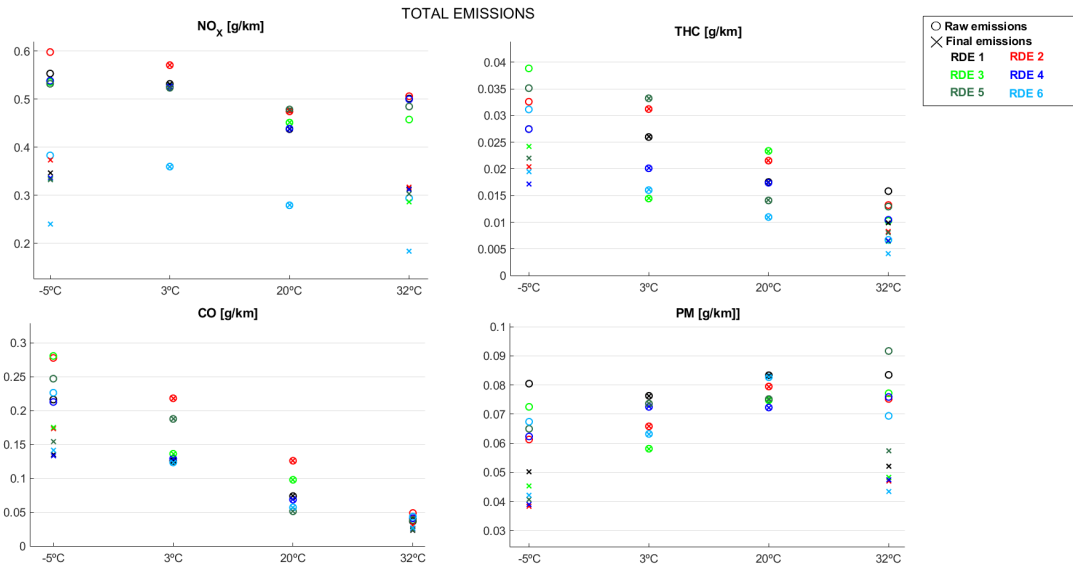 TOTAL EMISSIONS
NOX [g/km]
0.6
0.5
0.4
0.3
0.2
-5ºC 3ºC 20ºC 32ºC
THC [g/km]
0.04
0.035
0.03
0.025
0.02
0.015
0.01
0.005
0
-5ºC 3ºC 20ºC 32ºC
Raw emissions
Final emissions
RDE 1 RDE 2
RDE 3 RDE 4
RDE 5 RDE 6
CO [g/km]
0.3
0.25
0.2
0.15
0.1
0.05
0
-5ºC 3ºC 20ºC 32ºC
PM [g/km]]
0.1
0.09
0.08
0.07
0.06
0.05
0.04
0.03
-5ºC 3ºC 20ºC 32ºC